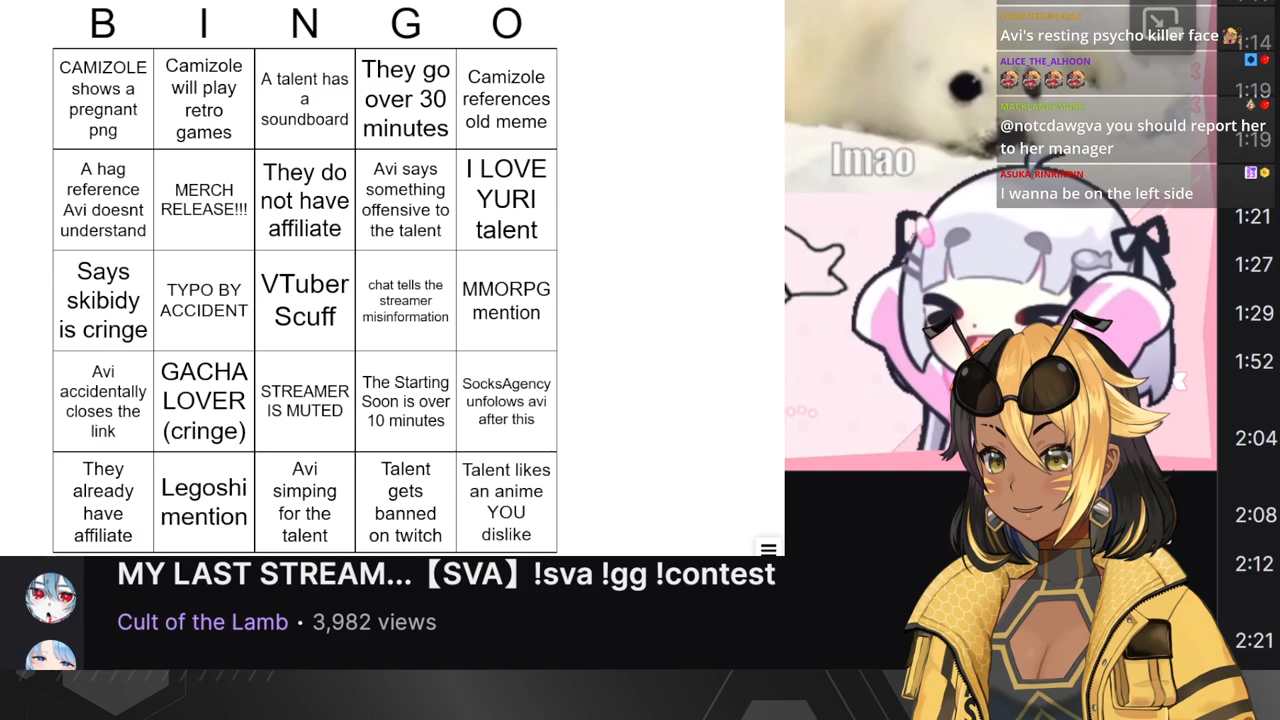 B I N G O
CAMIZOLE
shows a
pregnant
png
Camizole
will play
retro
games
A talent has
a
soundboard
They go
over 30
minutes
Camizole
references
old meme
A hag
reference
Avi doesnt
understand
MERCH
RELEASE!!!
They do
not have
affiliate
Avi says
something
offensive to
the talent
I LOVE
YURI
talent
Says
skibidy
is cringe
TYPO BY
ACCIDENT
VTuber
Scuff
chat tells the
streamer
misinformation
MMORPG
mention
Avi
accidentally
closes the
link
GACHA
LOVER
(cringe)
STREAMER
IS MUTED
The Starting
Soon is over
10 minutes
SocksAgency
unfolows avi
after this
They
already
have
affiliate
Legoshi
mention
Avi
simping
for the
talent
Talent
gets
banned
on twitch
Talent likes
an anime
YOU
dislike
MY LAST STREAM...【SVA】!sva !gg !contest
Cult of the Lamb • 3,982 views
lmao
Avi's resting psycho killer face
ALICE_THE_ALHOON
@notcdawgva you should report her
to her manager
ASUKA_RINRINRIN
I wanna be on the left side
1:14
1:19
1:19
1:21
1:27
1:29
1:52
2:04
2:08
2:12
2:21